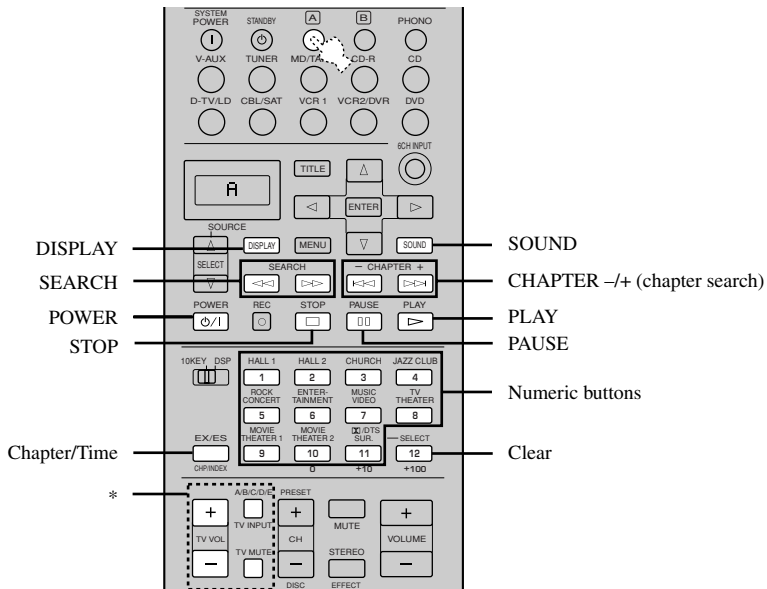 SYSTEM
POWER STANDBY A B PHONO
V-AUX TUNER MD/TA CD-R CD
D-TV/LD CBL/SAT VCR 1 VCR2/DVR DVD
6CH INPUT
TITLE
A
ENTER
SOURCE
DISPLAY DISPLAY MENU SOUND SOUND
SELECT
SEARCH SEARCH – CHAPTER + CHAPTER –/+ (chapter search)
POWER POWER REC STOP PAUSE PLAY PLAY
STOP PAUSE
10KEY DSP HALL 1 HALL 2 CHURCH JAZZ CLUB
1 2 3 4
ROCK CONCERT ENTER-TAINMENT MUSIC VIDEO TV THEATER
Numeric buttons
5 6 7 8
MOVIE THEATER 1 MOVIE THEATER 2 /DTS SUR. SELECT
Chapter/Time EX/ES 9 10 11 12 Clear
CHP/INDEX 0 +10 +100
* A/B/C/D/E PRESET
+ TV INPUT + MUTE +
TV VOL CH VOLUME
– TV MUTE – STEREO –
DISC EFFECT